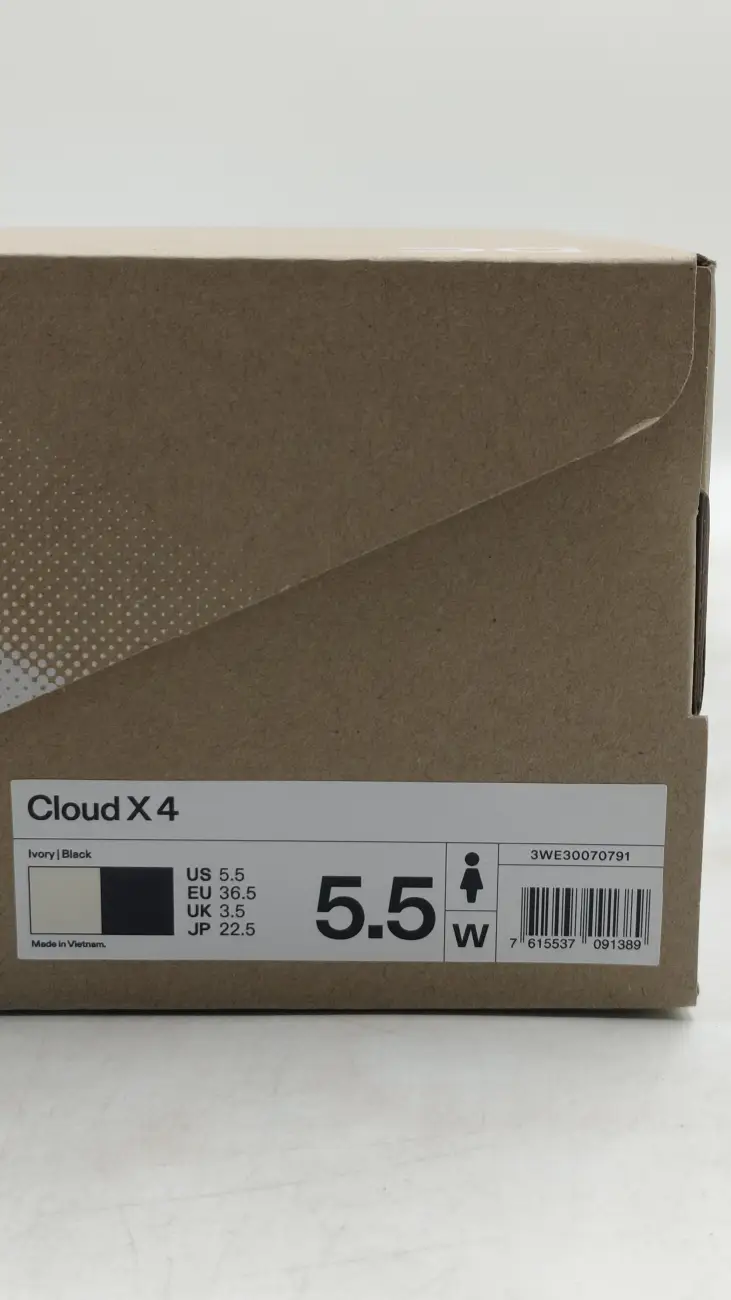 Cloud X 4
Ivory | Black
US 5.5
EU 36.5
UK 3.5
JP 22.5
Made in Vietnam.
5.5
W
3WE30070791
7 615537 091389